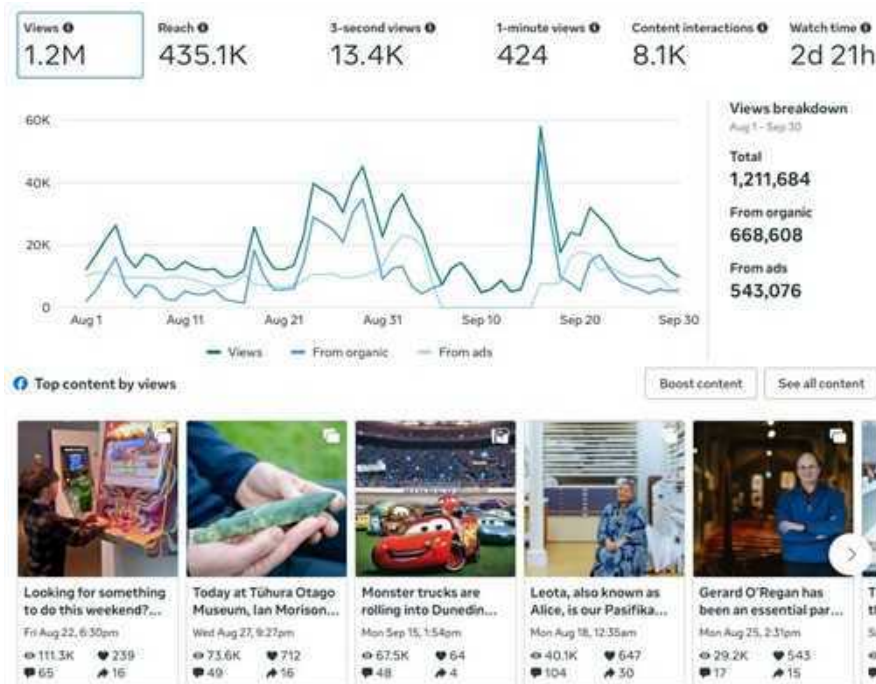 Views
Reach
3-second views
1-minute views
Content interactions
Watch time
1.2M
435.1K
13.4K
424
8.1K
2d 21h
60K
40K
20K
0
Aug 1
Aug 11
Aug 21
Aug 31
Sep 10
Sep 20
Sep 30
Views
From organic
From ads
Views breakdown
Aug 1 - Sep 30
Total
1,211,684
From organic
668,608
From ads
543,076
Top content by views
Boost content
See all content
Looking for something
to do this weekend?...
Fri Aug 22, 6:30pm
111.3K 239
65 16
Today at Tūhura Otago
Museum, Ian Morison...
Wed Aug 27, 9:27pm
73.6K 712
49 16
Monster trucks are
rolling into Dunedin...
Mon Sep 15, 1:54pm
67.5K 64
48 4
Leota, also known as
Alice, is our Pasifika...
Mon Aug 18, 12:35am
40.1K 647
104 30
Gerard O'Regan has
been an essential par...
Mon Aug 25, 2:31pm
29.2K 543
17 15